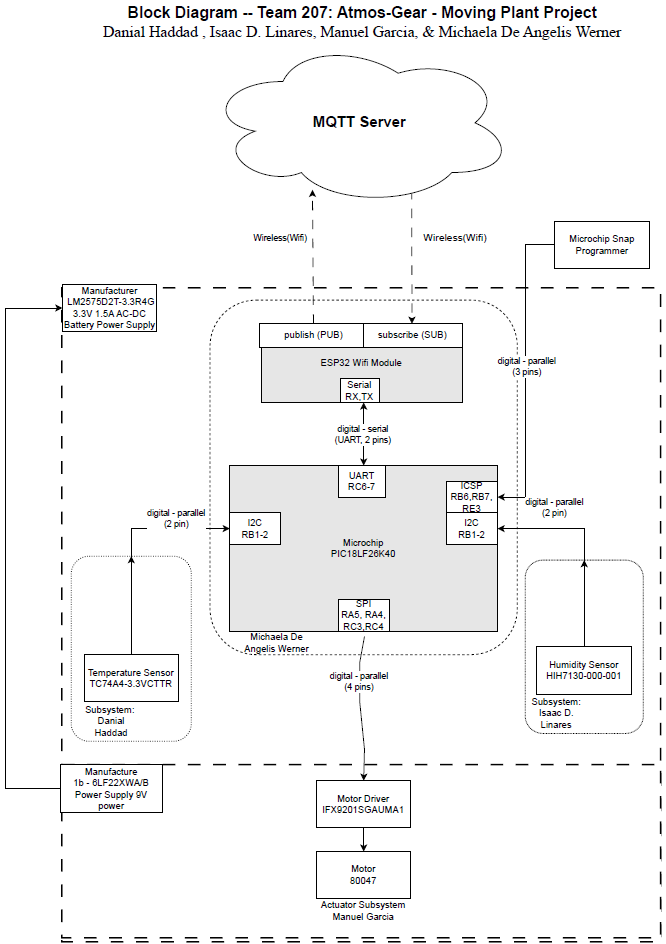 Block Diagram -- Team 207: Atmos-Gear - Moving Plant Project
Danial Haddad , Isaac D. Linares, Manuel Garcia, & Michaela De Angelis Werner
MQTT Server
Wireless(Wifi)
Wireless(Wifi)
Microchip Snap
Programmer
Manufacturer
LM2575D2T-3.3R4G
3.3V 1.5A AC-DC
Battery Power Supply
publish (PUB)
subscribe (SUB)
ESP32 Wifi Module
Serial
RX,TX
digital - parallel
(3 pins)
digital - serial
(UART, 2 pins)
UART
RC6-7
ICSP
RB6,RB7,
RE3
digital - parallel
(2 pin)
digital - parallel
(2 pin)
I2C
RB1-2
I2C
RB1-2
Microchip
PIC18LF26K40
SPI
RA5, RA4,
RC3,RC4
Michaela De
Angelis Werner
digital - parallel
(4 pins)
Temperature Sensor
TC74A4-3.3VCTTR
Subsystem:
Danial
Haddad
Humidity Sensor
HIH7130-000-001
Subsystem:
Isaac D.
Linares
Manufacture
1b - 6LF22XWA/B
Power Supply 9V
power
Motor Driver
IFX9201SGAUMA1
Motor
80047
Actuator Subsystem
Manuel Garcia